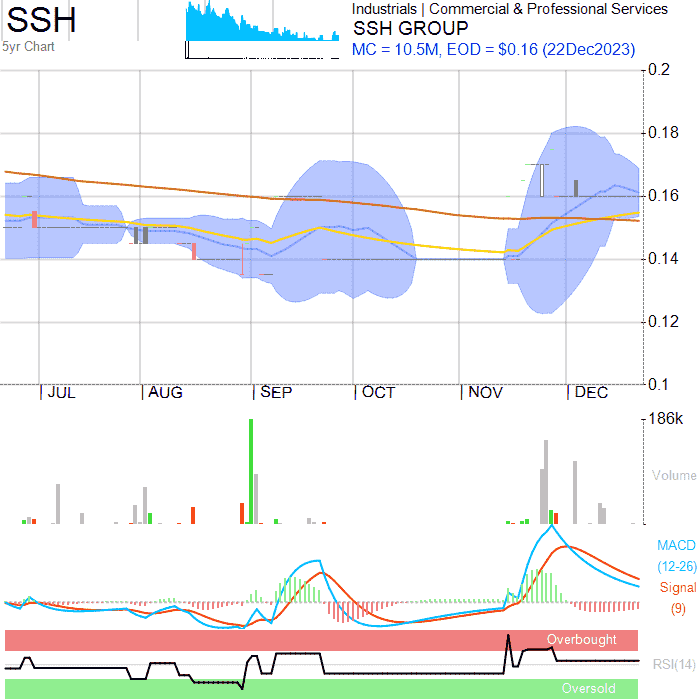 SSH
5yr Chart
Industrials | Commercial & Professional Services
SSH GROUP
MC = 10.5M, EOD = $0.16 (22Dec2023)
0.2
0.18
0.16
0.14
0.12
0.1
JUL AUG SEP OCT NOV DEC
186k
Volume
MACD
(12-26)
Signal
(9)
Overbought
RSI(14)
Oversold